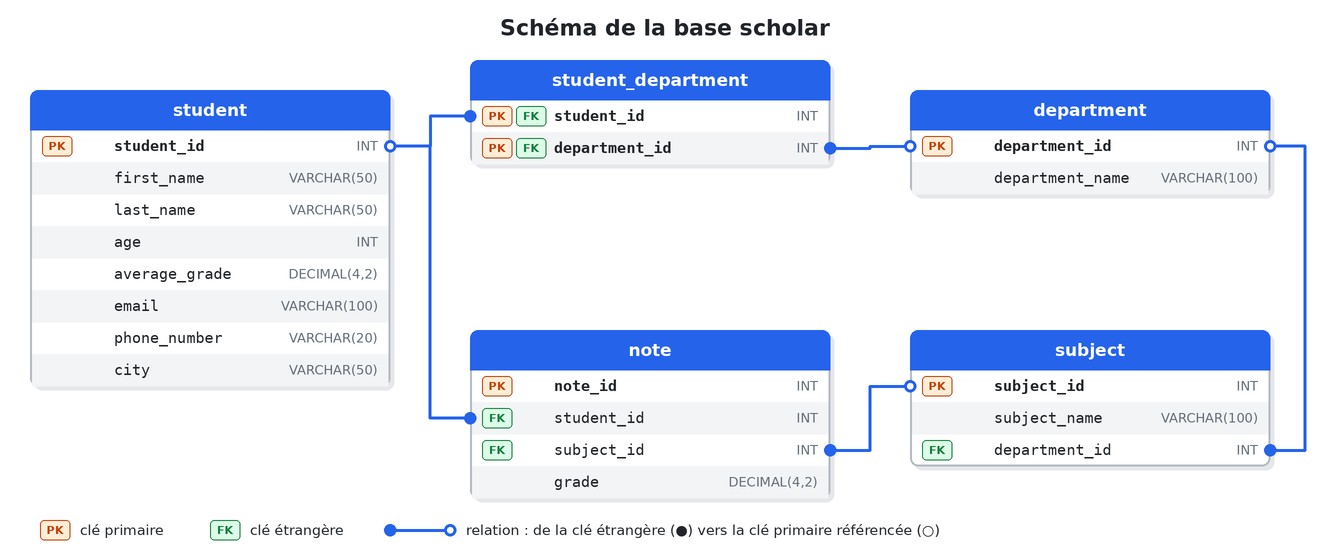 Schéma de la base scholar
student
PK student_id INT
first_name VARCHAR(50)
last_name VARCHAR(50)
age INT
average_grade DECIMAL(4,2)
email VARCHAR(100)
phone_number VARCHAR(20)
city VARCHAR(50)
student_department
PK FK student_id INT
PK FK department_id INT
department
PK department_id INT
department_name VARCHAR(100)
note
PK note_id INT
FK student_id INT
FK subject_id INT
grade DECIMAL(4,2)
subject
PK subject_id INT
subject_name VARCHAR(100)
FK department_id INT
PK clé primaire FK clé étrangère relation : de la clé étrangère (●) vers la clé primaire référencée (○)